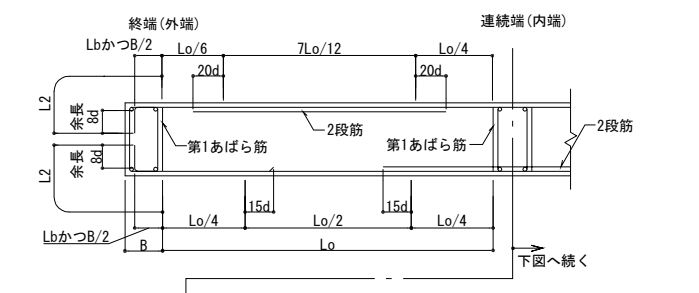 終端(外端)
連続端(内端)
LbかつB/2
Lo/6
7Lo/12
Lo/4
20d
20d
L2
余長
8d
2段筋
第1あばら筋
第1あばら筋
2段筋
L2
余長
8d
15d
15d
Lo/4
Lo/2
Lo/4
LbかつB/2
B
Lo
下図へ続く